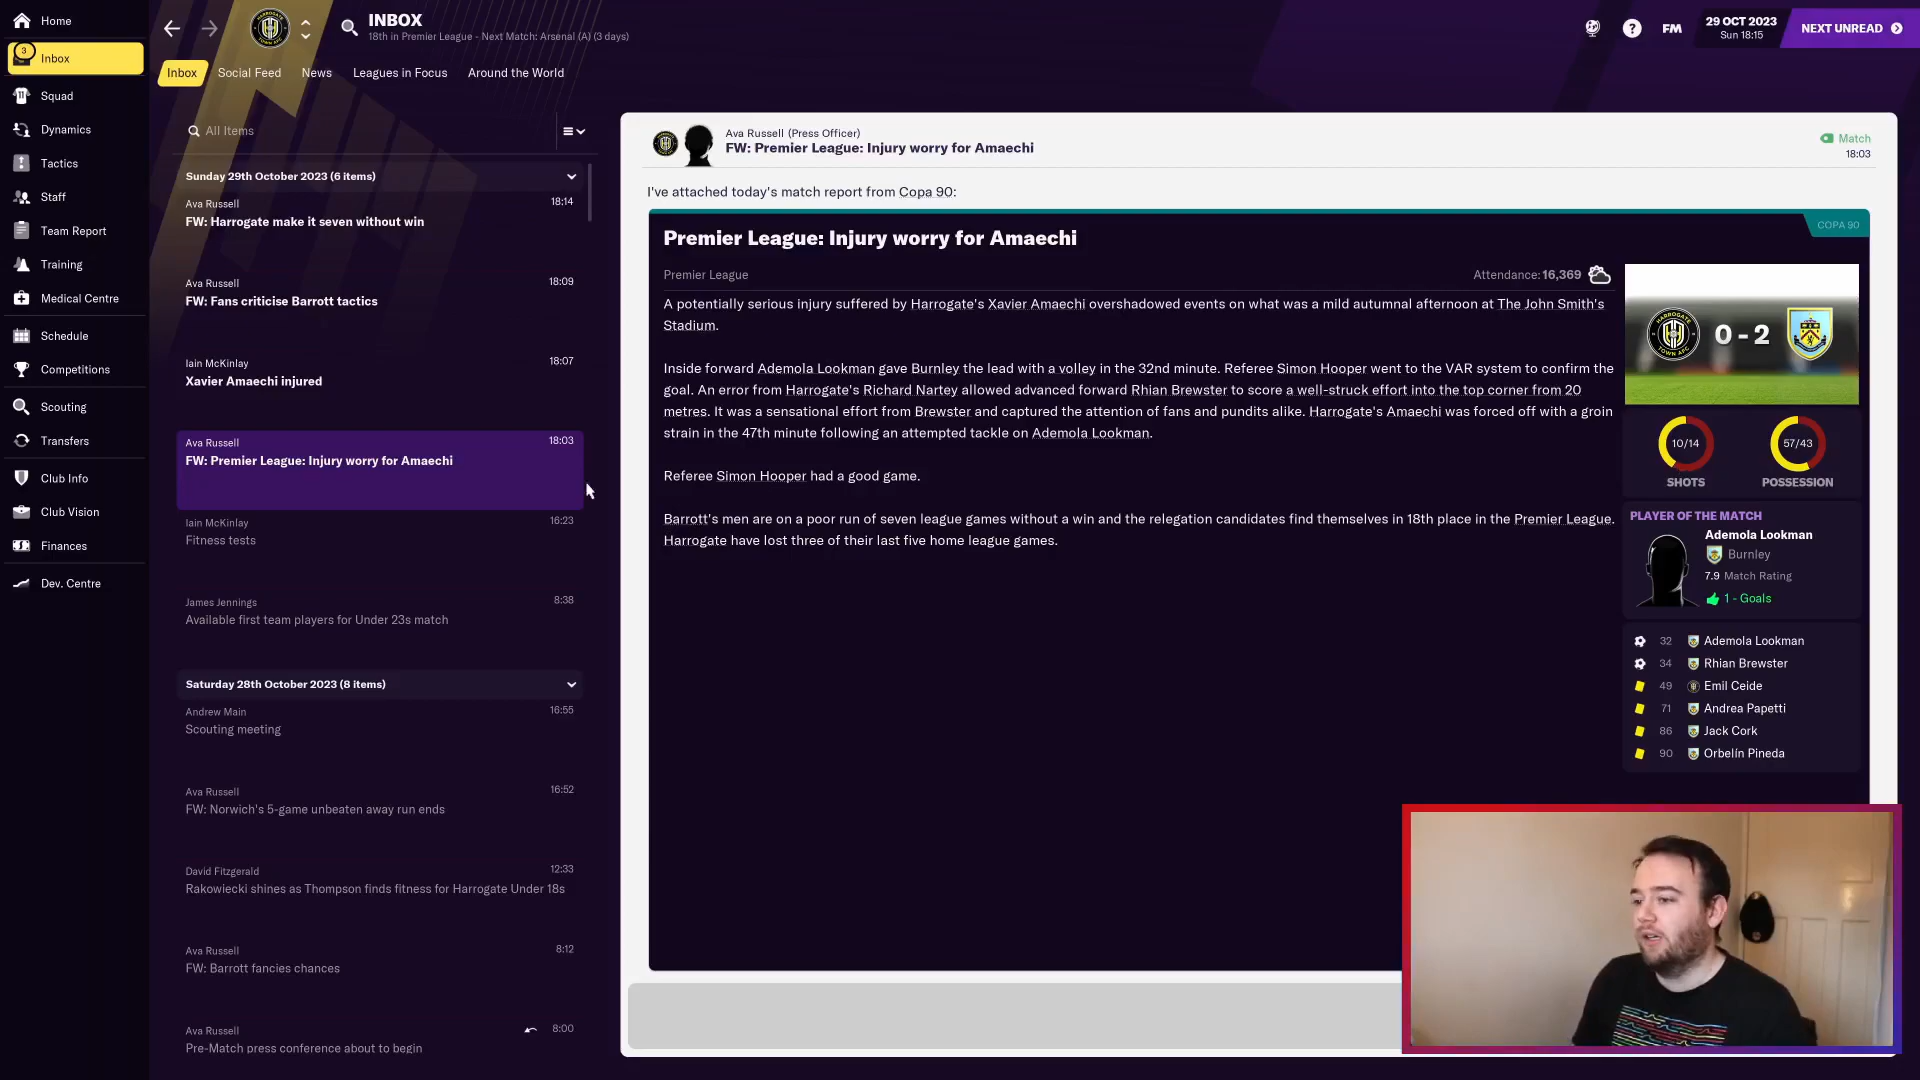 Home
3
Inbox
Squad
Dynamics
Tactics
Staff
Team Report
Training
Medical Centre
Schedule
Competitions
Scouting
Transfers
Club Info
Club Vision
Finances
Dev. Centre
INBOX
18th in Premier League - Next Match: Arsenal (A) (3 days)
?
FM
29 OCT 2023
Sun 18:15
NEXT UNREAD
Inbox
Social Feed
News
Leagues in Focus
Around the World
All Items
Sunday 29th October 2023 (6 items)
Ava Russell 18:14
FW: Harrogate make it seven without win
Ava Russell 18:09
FW: Fans criticise Barrott tactics
Iain McKinlay 18:07
Xavier Amaechi injured
Ava Russell 18:03
FW: Premier League: Injury worry for Amaechi
Iain McKinlay 16:23
Fitness tests
James Jennings 8:38
Available first team players for Under 23s match
Saturday 28th October 2023 (8 items)
Andrew Main 16:55
Scouting meeting
Ava Russell 16:52
FW: Norwich's 5-game unbeaten away run ends
David Fitzgerald 12:33
Rakowiecki shines as Thompson finds fitness for Harrogate Under 18s
Ava Russell 8:12
FW: Barrott fancies chances
Ava Russell 8:00
Pre-Match press conference about to begin
Ava Russell (Press Officer)
FW: Premier League: Injury worry for Amaechi
Match
18:03
I've attached today's match report from Copa 90:
COPA 90
Premier League: Injury worry for Amaechi
Premier League
Attendance: 16,369
A potentially serious injury suffered by Harrogate's Xavier Amaechi overshadowed events on what was a mild autumnal afternoon at The John Smith's
Stadium.
Inside forward Ademola Lookman gave Burnley the lead with a volley in the 32nd minute. Referee Simon Hooper went to the VAR system to confirm the
goal. An error from Harrogate's Richard Nartey allowed advanced forward Rhian Brewster to score a well-struck effort into the top corner from 20
metres. It was a sensational effort from Brewster and captured the attention of fans and pundits alike. Harrogate's Amaechi was forced off with a groin
strain in the 47th minute following an attempted tackle on Ademola Lookman.
Referee Simon Hooper had a good game.
Barrott's men are on a poor run of seven league games without a win and the relegation candidates find themselves in 18th place in the Premier League.
Harrogate have lost three of their last five home league games.
0 - 2
10/14
SHOTS
57/43
POSSESSION
PLAYER OF THE MATCH
Ademola Lookman
Burnley
7.9 Match Rating
1 - Goals
32 Ademola Lookman
34 Rhian Brewster
49 Emil Ceide
71 Andrea Papetti
86 Jack Cork
90 Orbelín Pineda